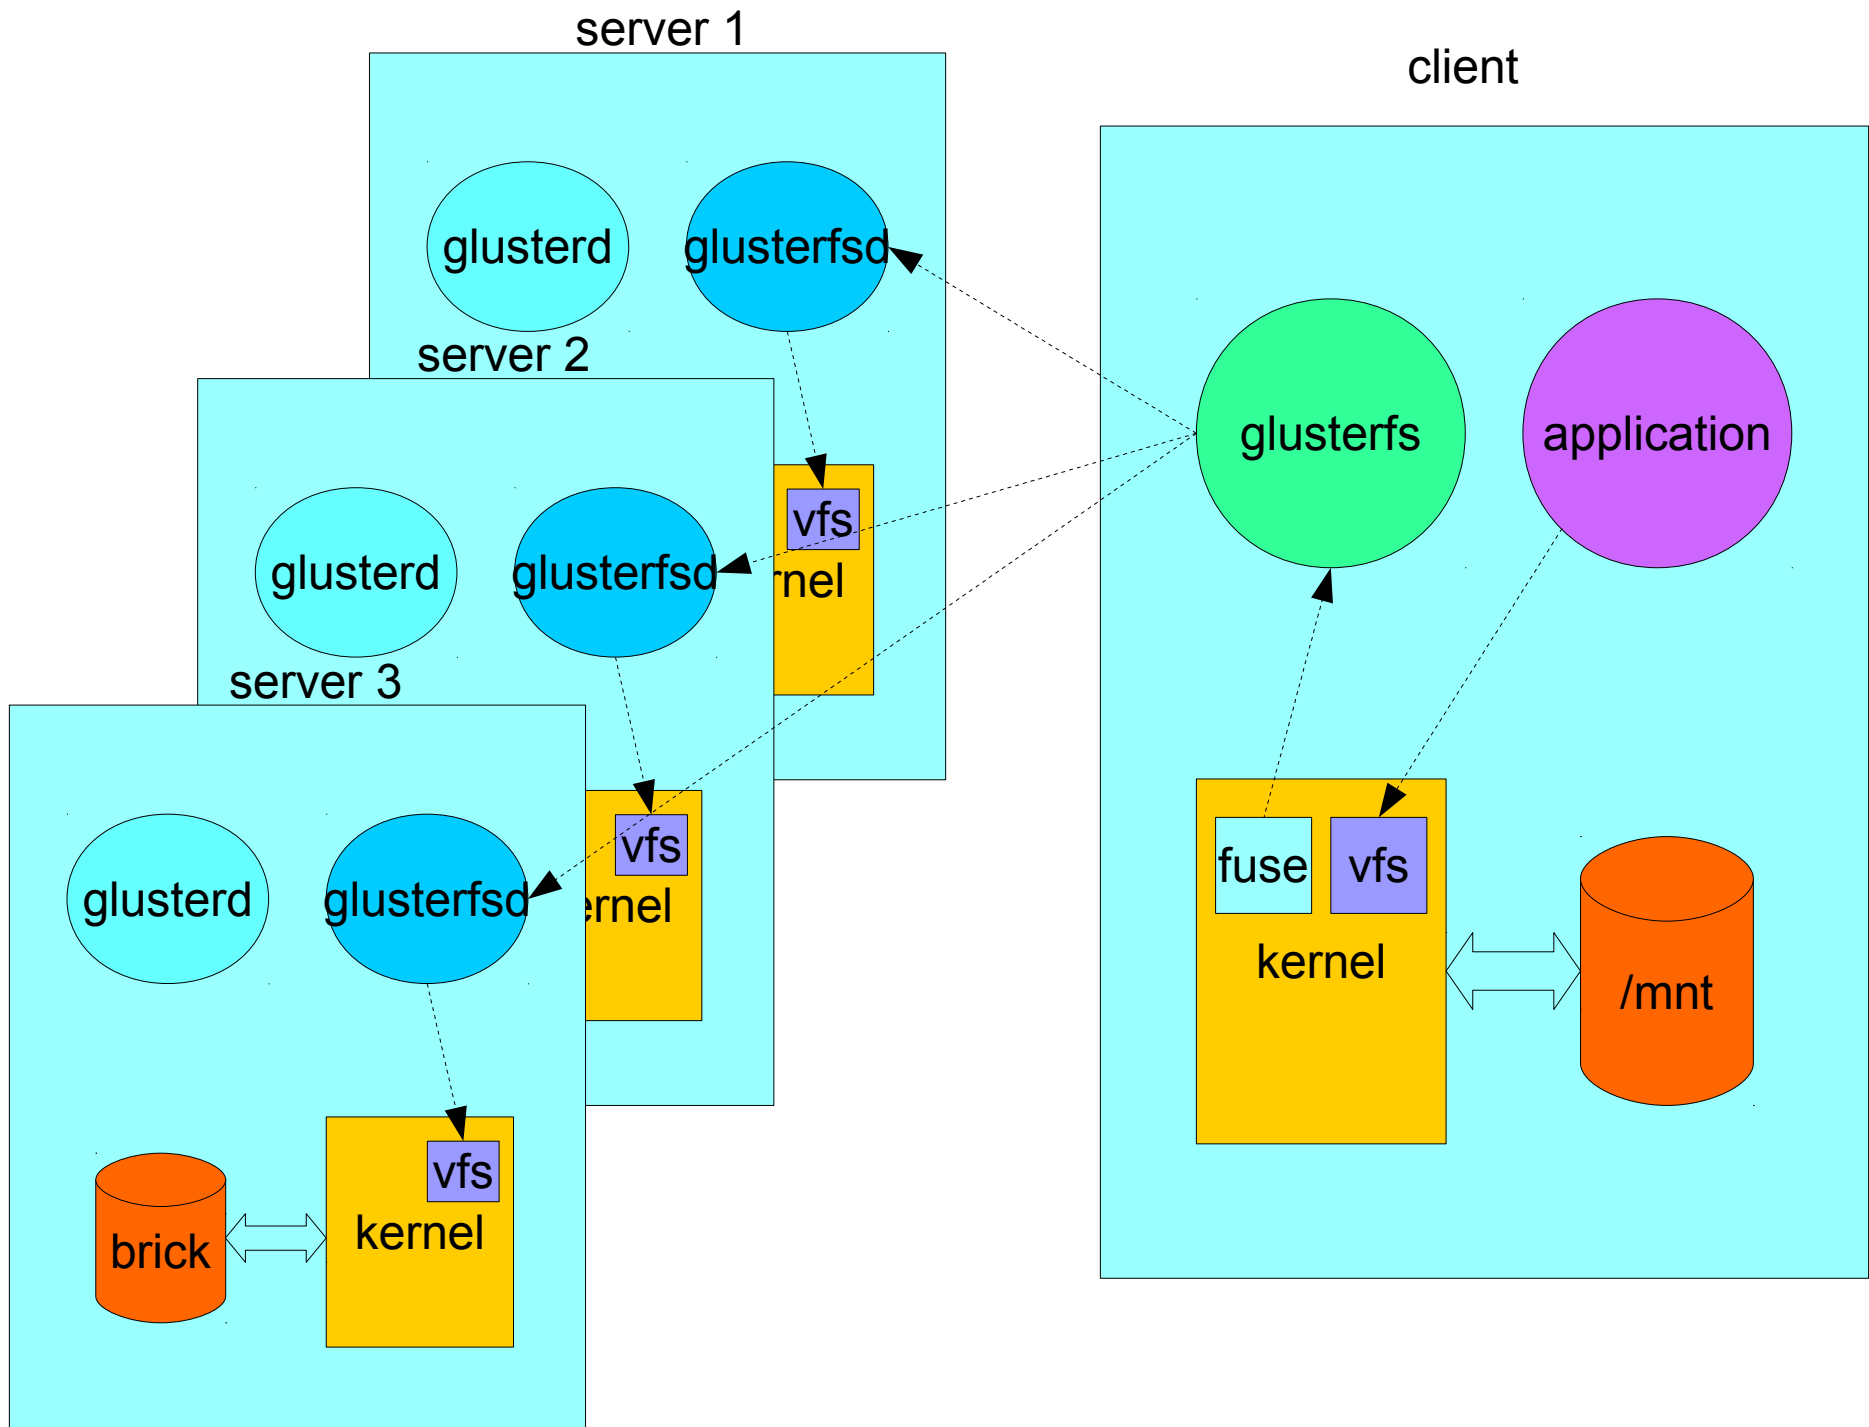 server 1
client
glusterd
glusterfsd
server 2
vfs
rnel
glusterd
glusterfsd
server 3
vfs
ernel
glusterd
glusterfsd
vfs
kernel
brick
glusterfs
application
fuse
vfs
kernel
/mnt